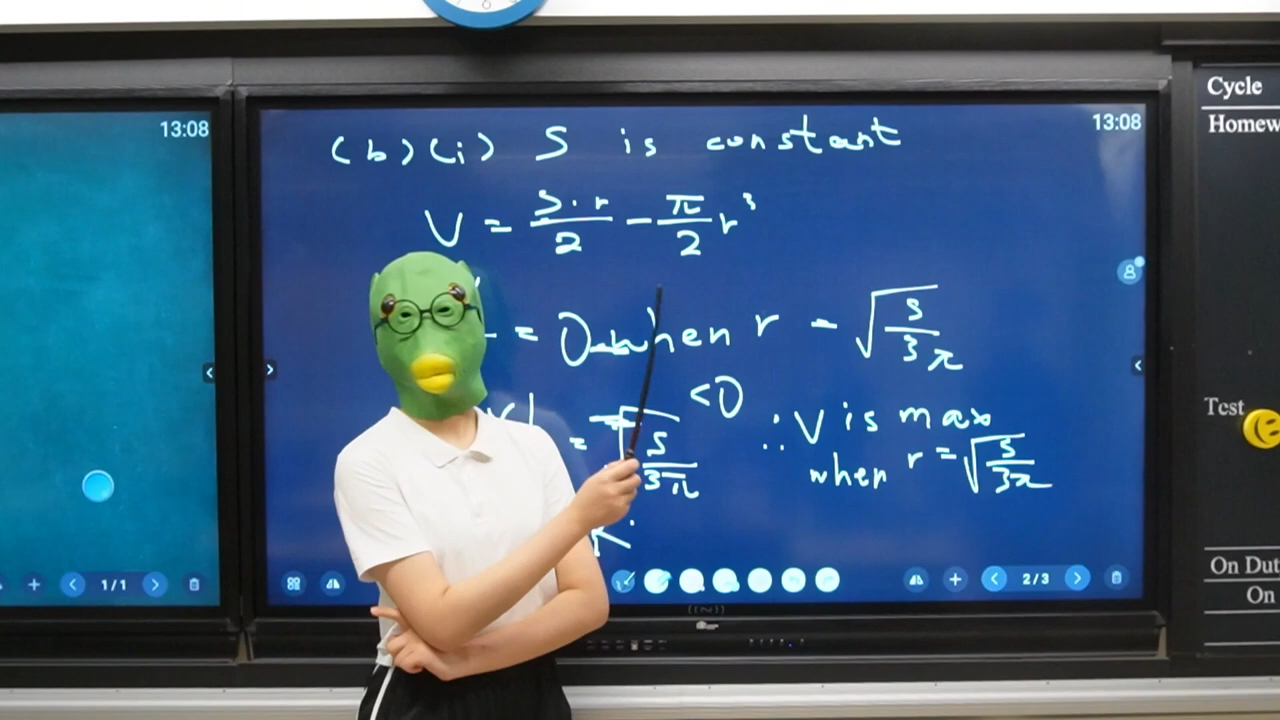 13:08
(b)(i) S is constant
13:08
V = S·r/2 - π/2 r³
= 0 when r = √(S/3π)
<0
= √(S/3π)
∴ V is max
when r = √(S/3π)
1/1
2/3
Cycle
Homew
Test
On Dut
On